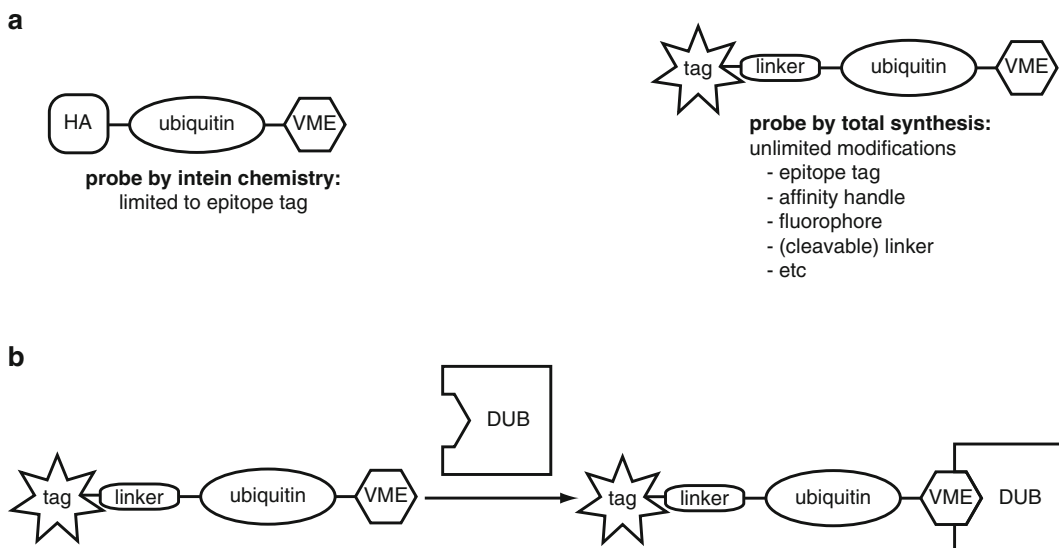 a
HA
ubiquitin
VME
probe by intein chemistry:
limited to epitope tag
tag
linker
ubiquitin
VME
probe by total synthesis:
unlimited modifications
- epitope tag
- affinity handle
- fluorophore
- (cleavable) linker
- etc
b
tag
linker
ubiquitin
VME
DUB
tag
linker
ubiquitin
VME
DUB